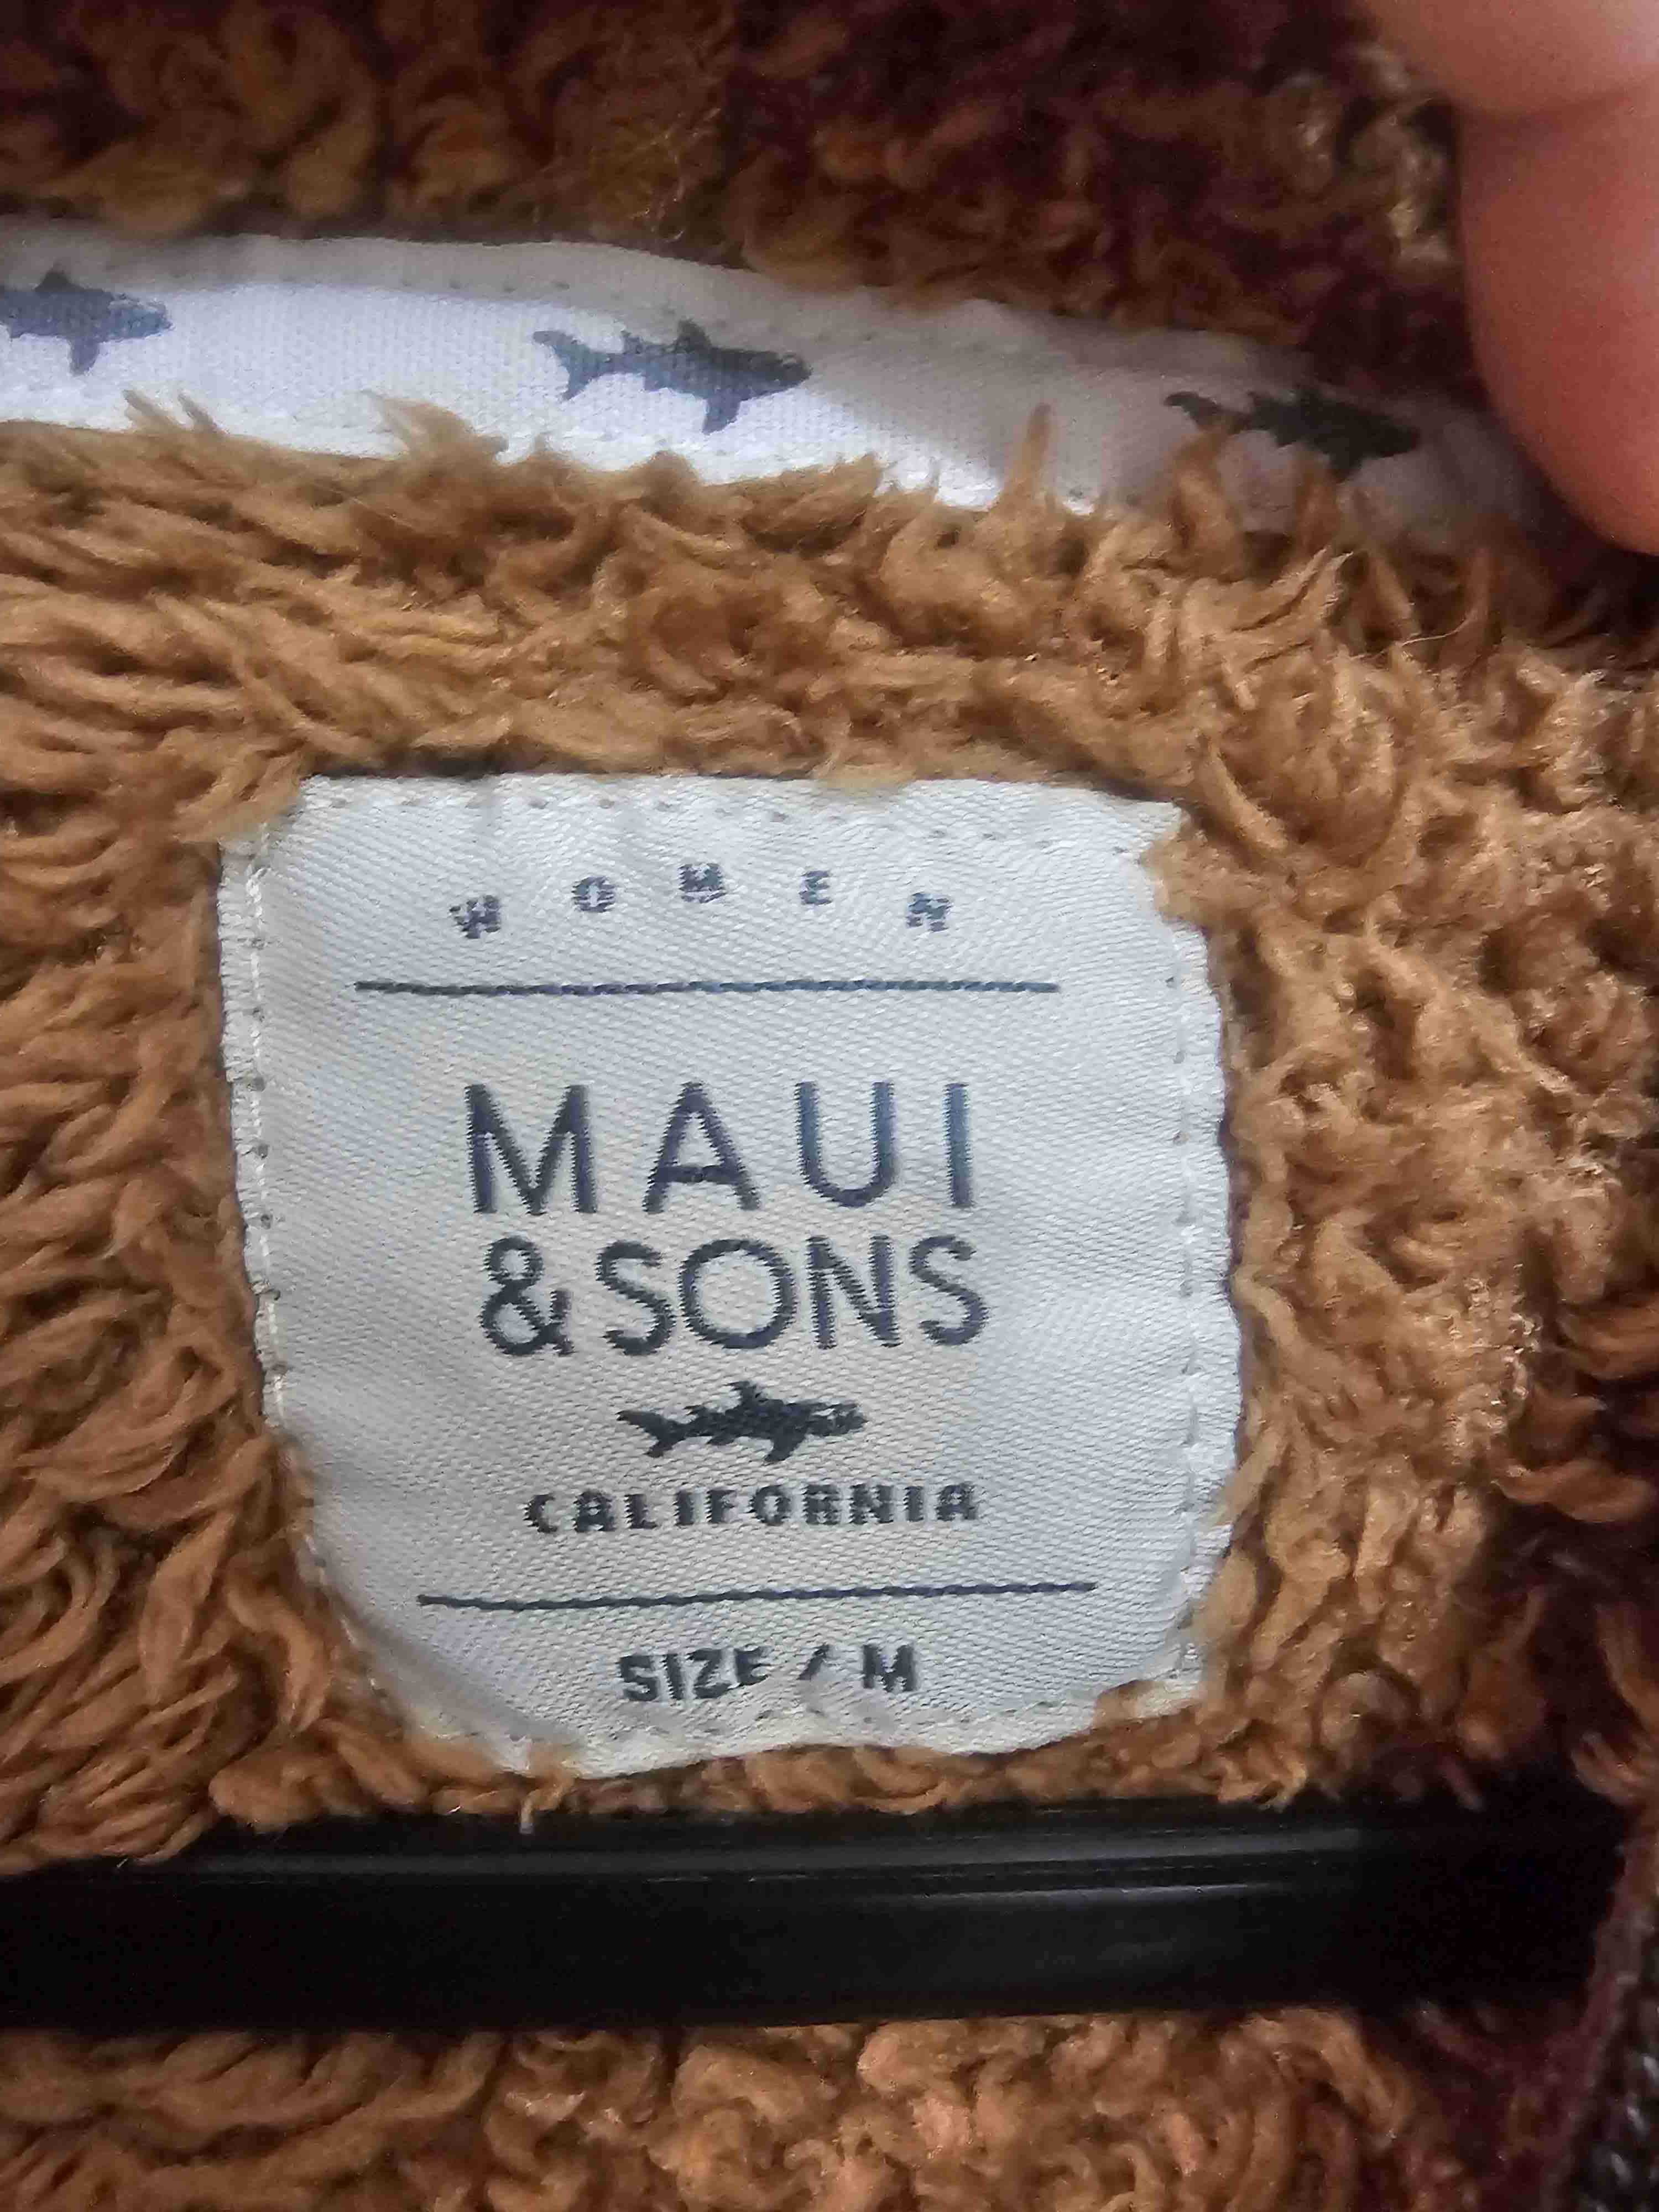 WOMEN
MAUI
& SONS
CALIFORNIA
SIZE / M